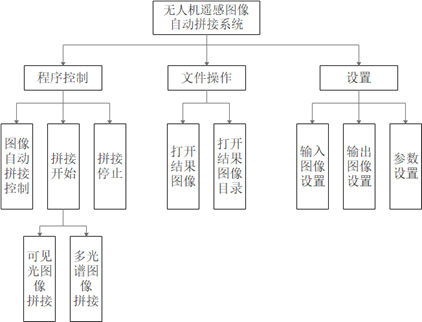 无人机遥感图像
自动拼接系统
程序控制
文件操作
设置
图像
自动
拼接
控制
拼接
开始
拼接
停止
打开
结果
图像
打开
结果
图像
目录
输入
图像
设置
输出
图像
设置
参数
设置
可见
光图
像
拼接
多光
谱图
像
拼接